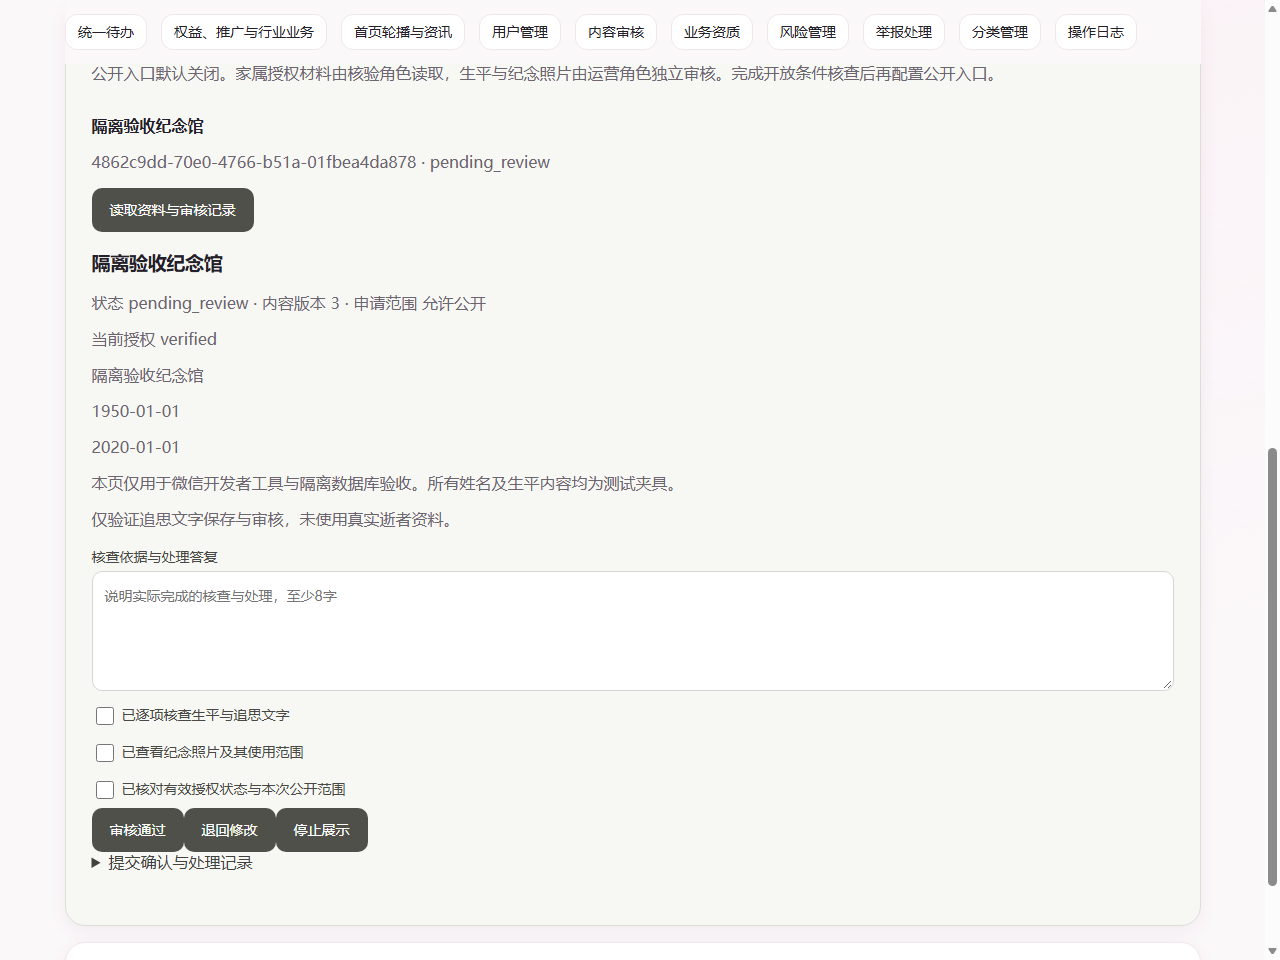 统一待办 权益、推广与行业业务 首页轮播与资讯 用户管理 内容审核 业务资质 风险管理 举报处理 分类管理 操作日志
公开入口默认关闭。家属授权材料由核验角色读取，生平与纪念照片由运营角色独立审核。完成开放条件核查后再配置公开入口。
隔离验收纪念馆
4862c9dd-70e0-4766-b51a-01fbea4da878 · pending_review
读取资料与审核记录
隔离验收纪念馆
状态 pending_review · 内容版本 3 · 申请范围 允许公开
当前授权 verified
隔离验收纪念馆
1950-01-01
2020-01-01
本页仅用于微信开发者工具与隔离数据库验收。所有姓名及生平内容均为测试夹具。
仅验证追思文字保存与审核，未使用真实逝者资料。
核查依据与处理答复
说明实际完成的核查与处理，至少8字
已逐项核查生平与追思文字
已查看纪念照片及其使用范围
已核对有效授权状态与本次公开范围
审核通过 退回修改 停止展示
提交确认与处理记录